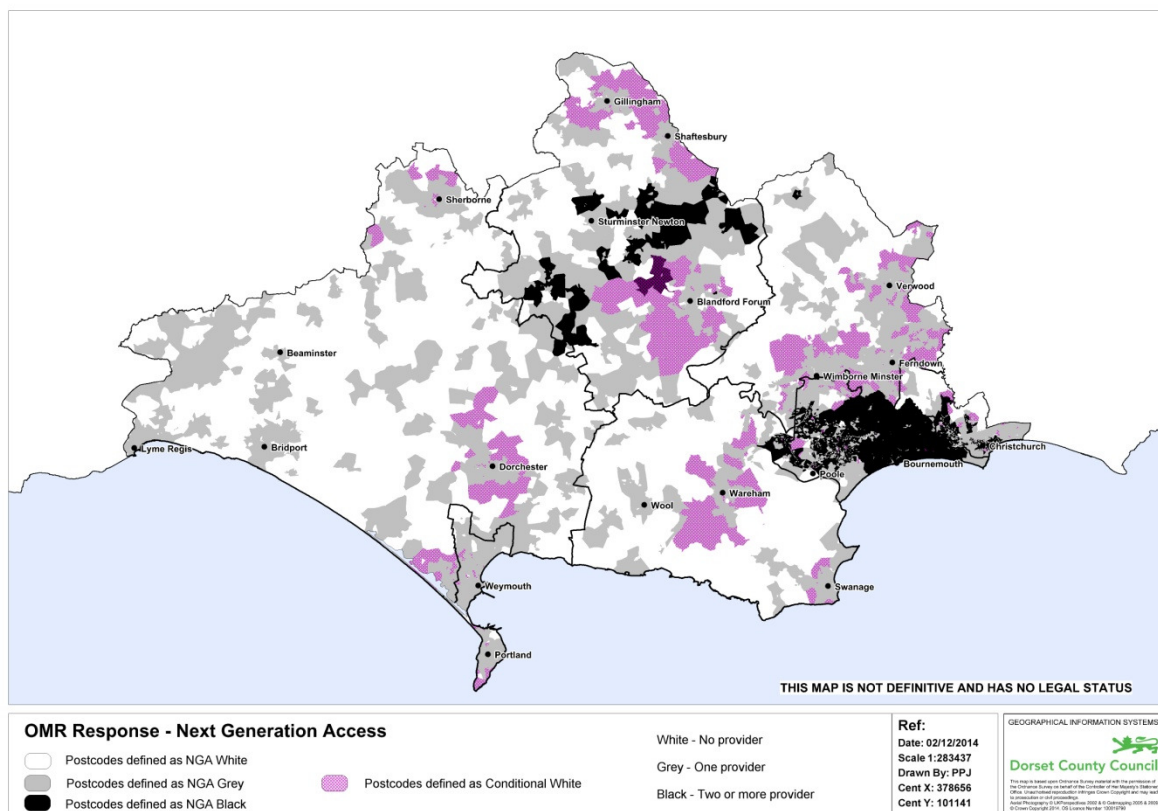 Gillingham
Shaftesbury
Sherborne
Sturminster Newton
Verwood
Blandford Forum
Beaminster
Ferndown
Wimborne Minster
Lyme Regis
Bridport
Dorchester
Christchurch
Bournemouth
Poole
Wareham
Wool
Weymouth
Swanage
Portland
THIS MAP IS NOT DEFINITIVE AND HAS NO LEGAL STATUS
OMR Response - Next Generation Access
Postcodes defined as NGA White
Postcodes defined as NGA Grey
Postcodes defined as NGA Black
Postcodes defined as Conditional White
White - No provider
Grey - One provider
Black - Two or more provider
Ref:
Date: 02/12/2014
Scale 1:283437
Drawn By: PPJ
Cent X: 378656
Cent Y: 101141
GEOGRAPHICAL INFORMATION SYSTEMS
Dorset County Council